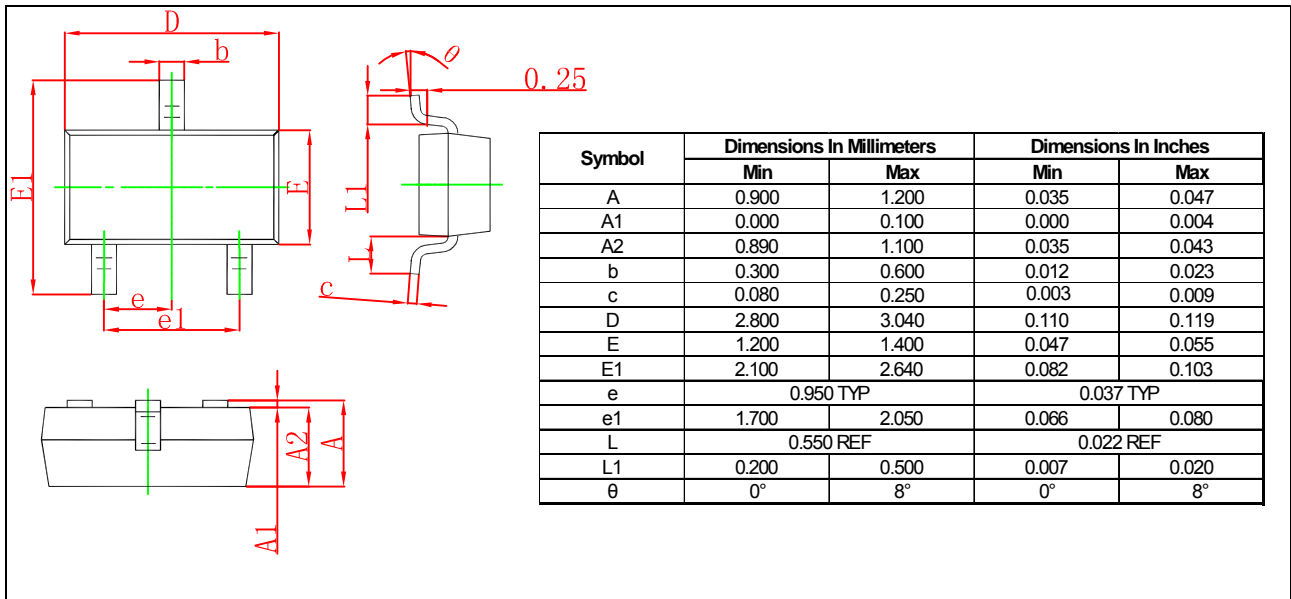 D
b
θ
0.25
E1
E
L1
L
c
e
e1
A2
A
A1
Symbol Dimensions In Millimeters Dimensions In Inches
Min Max Min Max
A 0.900 1.200 0.035 0.047
A1 0.000 0.100 0.000 0.004
A2 0.890 1.100 0.035 0.043
b 0.300 0.600 0.012 0.023
c 0.080 0.250 0.003 0.009
D 2.800 3.040 0.110 0.119
E 1.200 1.400 0.047 0.055
E1 2.100 2.640 0.082 0.103
e 0.950 TYP 0.037 TYP
e1 1.700 2.050 0.066 0.080
L 0.550 REF 0.022 REF
L1 0.200 0.500 0.007 0.020
θ 0° 8° 0° 8°